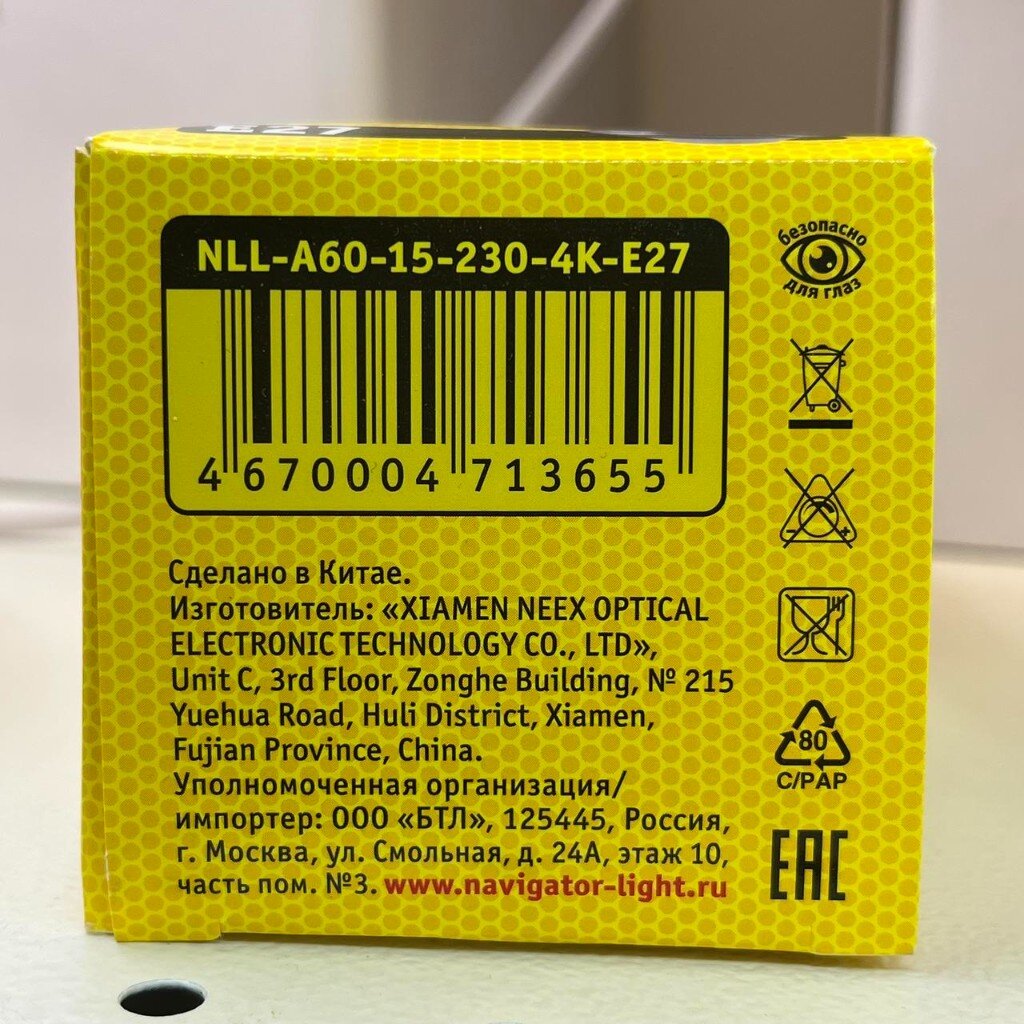 E27
NLL-A60-15-230-4K-E27
4 670004 713655
безопасно
для глаз
Сделано в Китае.
Изготовитель: «XIAMEN NEEX OPTICAL
ELECTRONIC TECHNOLOGY CO., LTD»,
Unit C, 3rd Floor, Zonghe Building, № 215
Yuehua Road, Huli District, Xiamen,
Fujian Province, China.
Уполномоченная организация/
импортер: ООО «БТЛ», 125445, Россия,
г. Москва, ул. Смольная, д. 24А, этаж 10,
часть пом. №3. www.navigator-light.ru
80
C/PAP
EAC